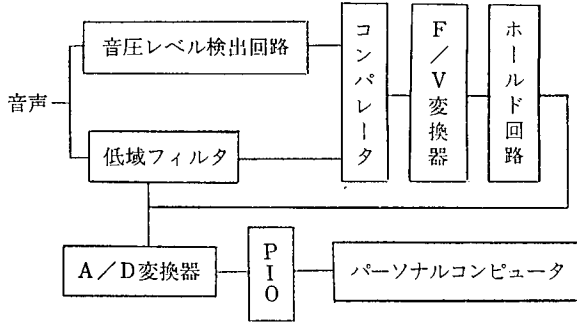 音声
音圧レベル検出回路
低域フィルタ
コンパレータ
F/V変換器
ホールド回路
A/D変換器
PIO
パーソナルコンピュータ